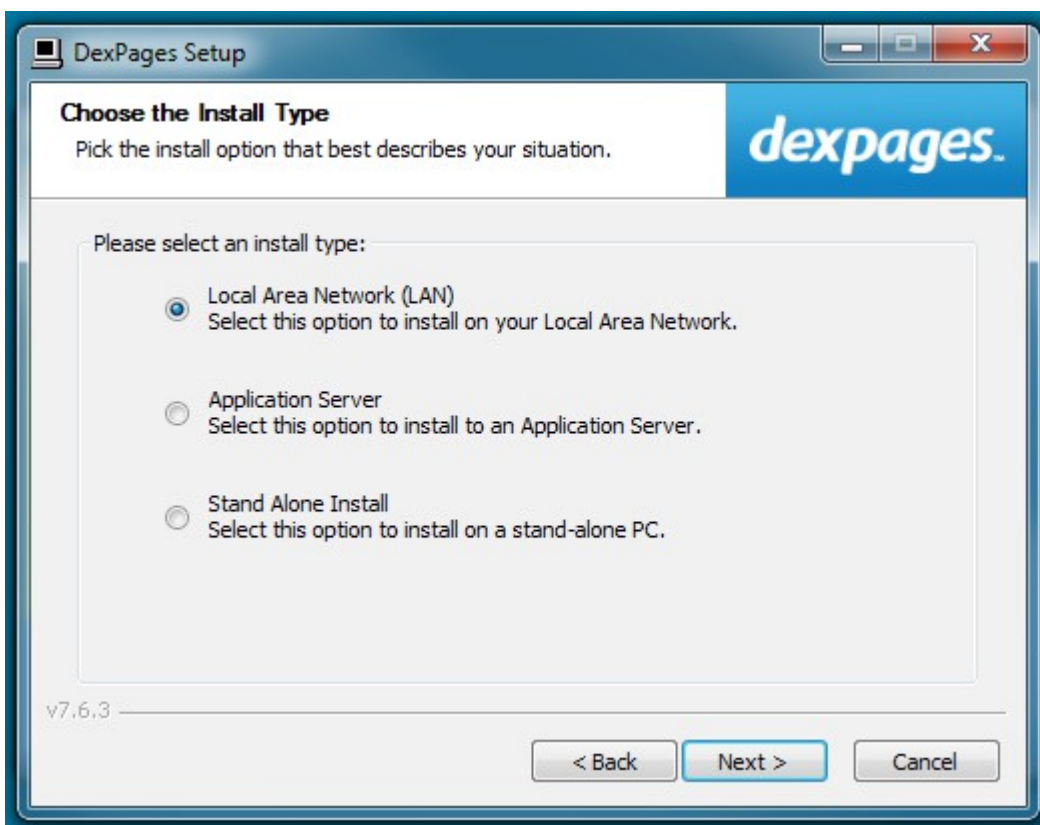 DexPages Setup
Choose the Install Type
Pick the install option that best describes your situation.
dexpages™
Please select an install type:
Local Area Network (LAN)
Select this option to install on your Local Area Network.
Application Server
Select this option to install to an Application Server.
Stand Alone Install
Select this option to install on a stand-alone PC.
v7.6.3
< Back
Next >
Cancel